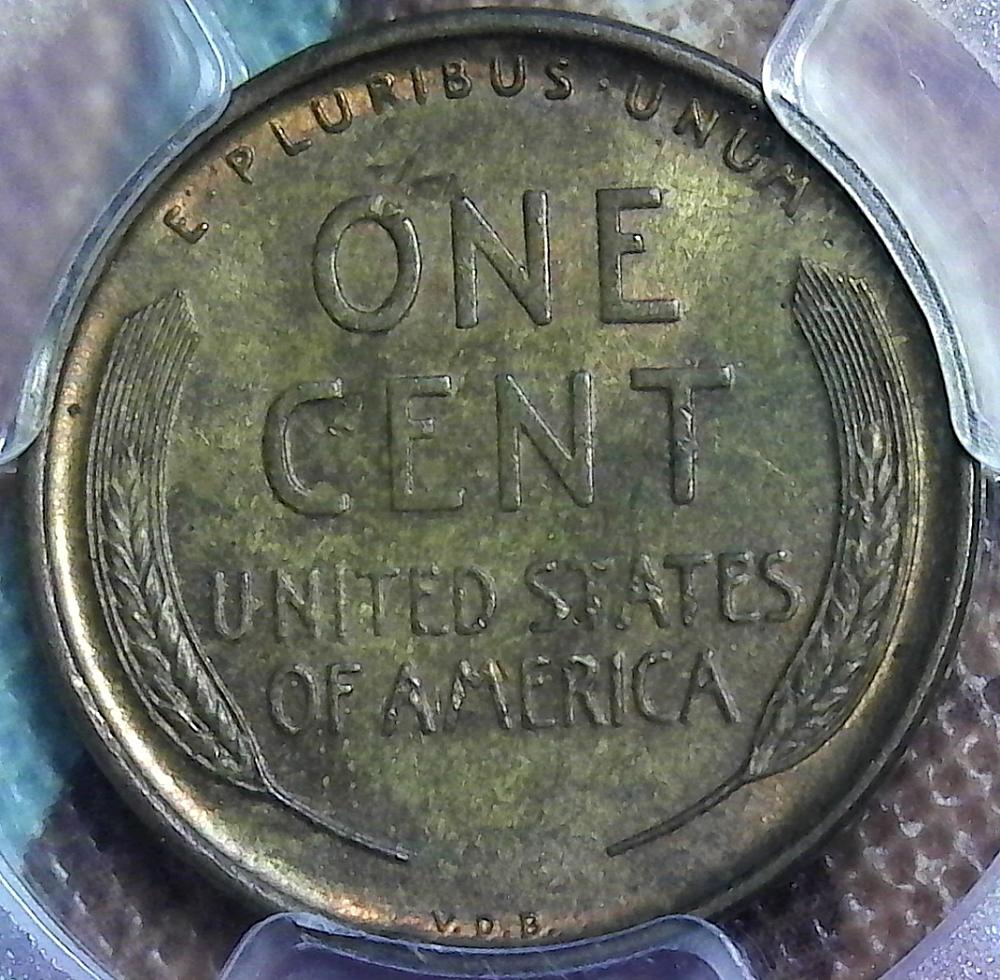 E·PLURIBUS·UNUM
ONE
CENT
UNITED STATES
OF AMERICA
V.D.B.